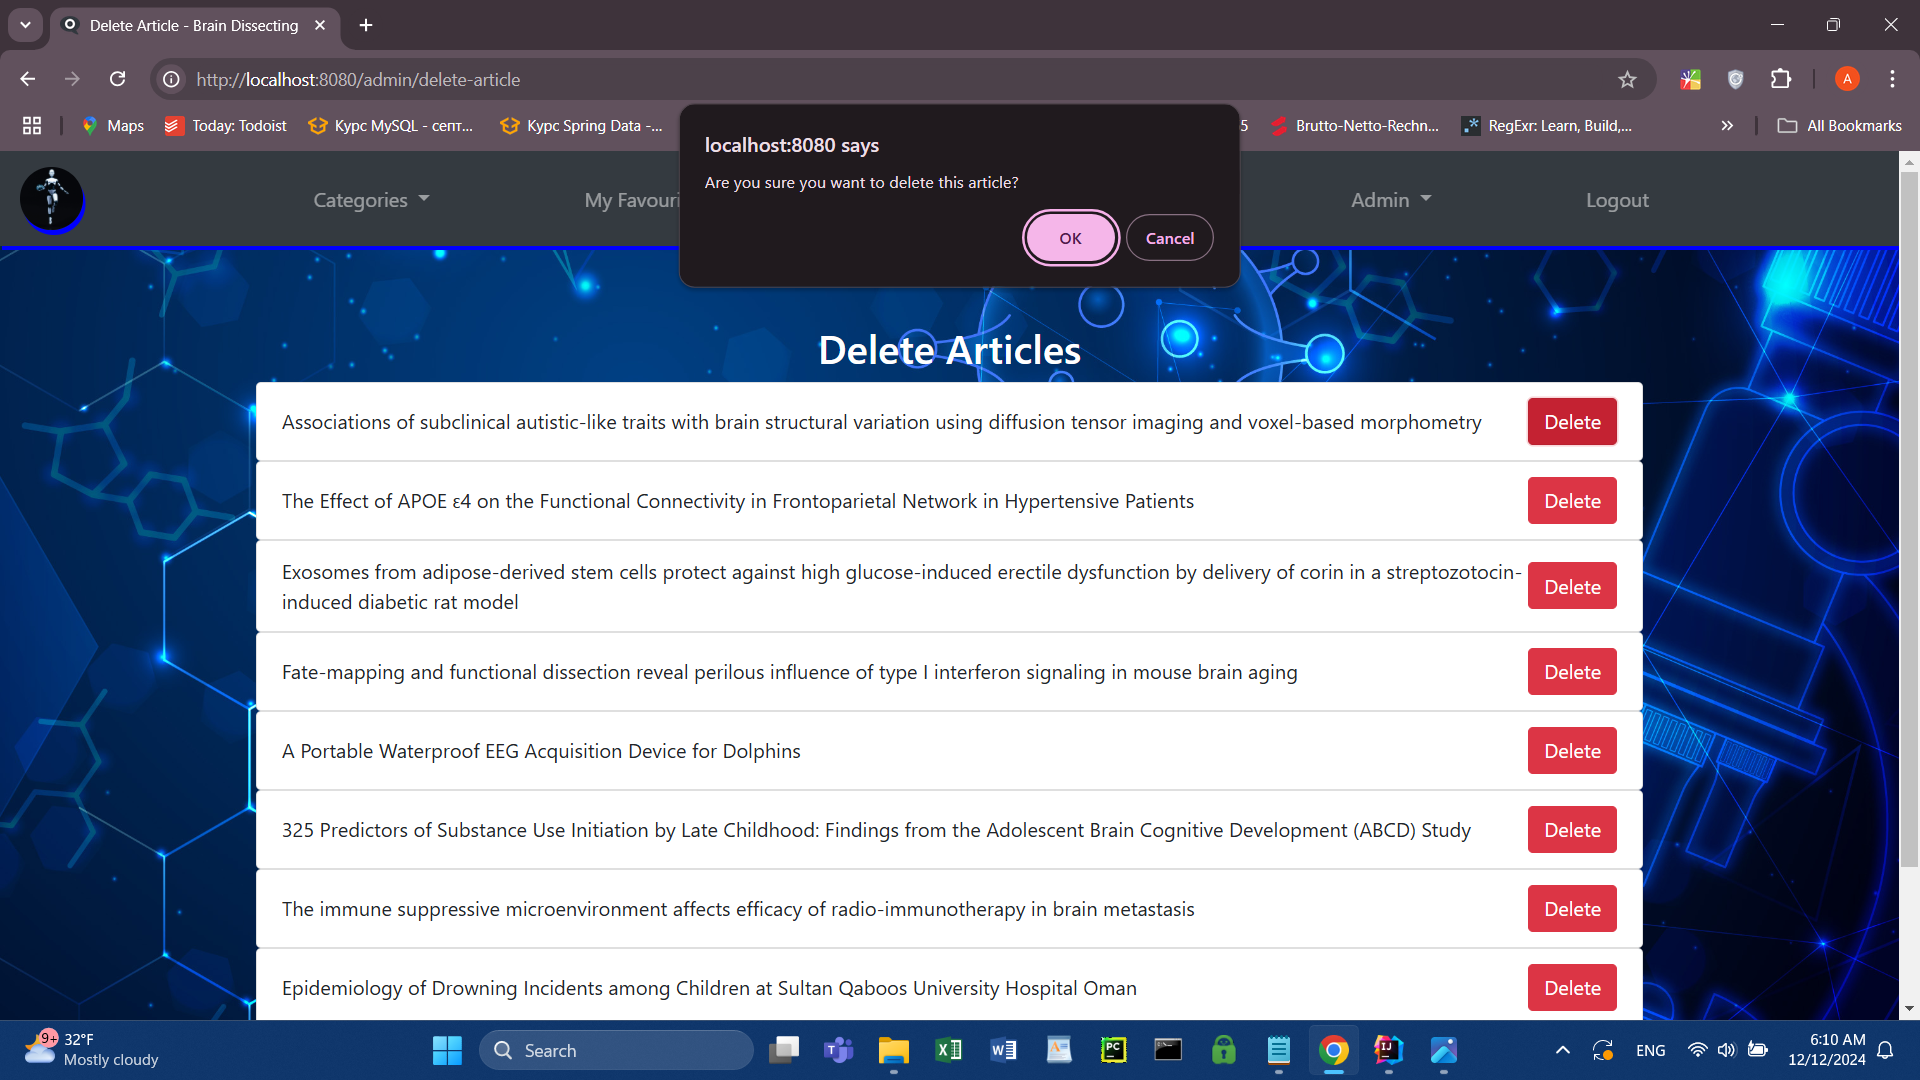 Delete Article - Brain Dissecting
http://localhost:8080/admin/delete-article
A
Maps
Today: Todoist
Курс MySQL - септ...
Курс Spring Data -...
5
Brutto-Netto-Rechn...
RegExr: Learn, Build,...
All Bookmarks
localhost:8080 says
Are you sure you want to delete this article?
OK
Cancel
Categories
My Favouri
Admin
Logout
Delete Articles
Associations of subclinical autistic-like traits with brain structural variation using diffusion tensor imaging and voxel-based morphometry
Delete
The Effect of APOE ε4 on the Functional Connectivity in Frontoparietal Network in Hypertensive Patients
Delete
Exosomes from adipose-derived stem cells protect against high glucose-induced erectile dysfunction by delivery of corin in a streptozotocin-
induced diabetic rat model
Delete
Fate-mapping and functional dissection reveal perilous influence of type I interferon signaling in mouse brain aging
Delete
A Portable Waterproof EEG Acquisition Device for Dolphins
Delete
325 Predictors of Substance Use Initiation by Late Childhood: Findings from the Adolescent Brain Cognitive Development (ABCD) Study
Delete
The immune suppressive microenvironment affects efficacy of radio-immunotherapy in brain metastasis
Delete
Epidemiology of Drowning Incidents among Children at Sultan Qaboos University Hospital Oman
Delete
9+
32°F
Mostly cloudy
Search
ENG
6:10 AM
12/12/2024